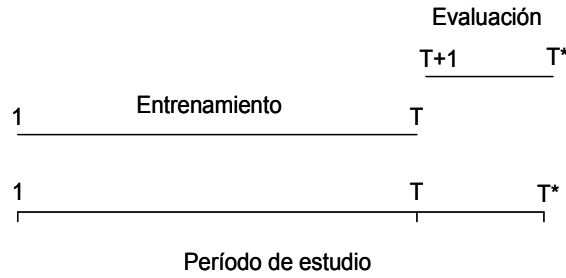 Evaluación
T+1 T*
Entrenamiento
1 T
1 T T*
Período de estudio